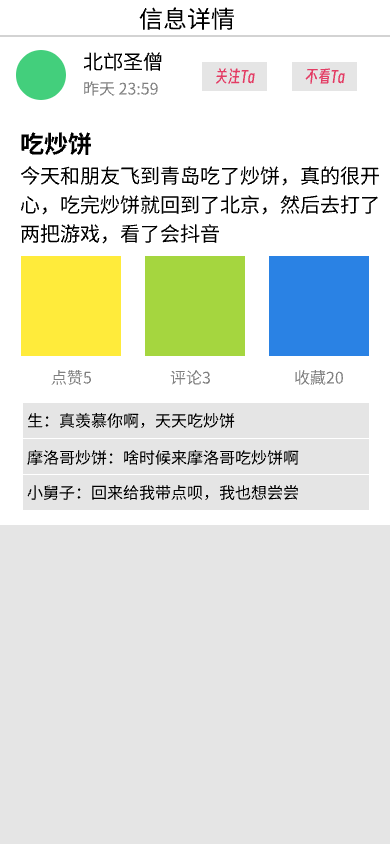 信息详情
北邙圣僧
昨天 23:59
关注Ta
不看Ta
吃炒饼
今天和朋友飞到青岛吃了炒饼，真的很开
心，吃完炒饼就回到了北京，然后去打了
两把游戏，看了会抖音
点赞5
评论3
收藏20
生：真羡慕你啊，天天吃炒饼
摩洛哥炒饼：啥时候来摩洛哥吃炒饼啊
小舅子：回来给我带点呗，我也想尝尝